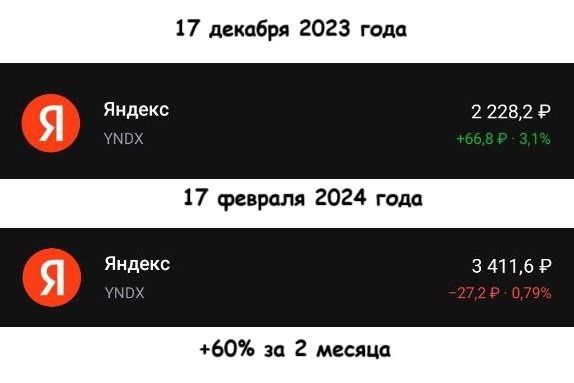 17 декабря 2023 года
Я
Яндекс
2 228,2 ₽
YNDX
+66,8 ₽ · 3,1%
17 февраля 2024 года
Я
Яндекс
3 411,6 ₽
YNDX
−27,2 ₽ · 0,79%
+60% за 2 месяца